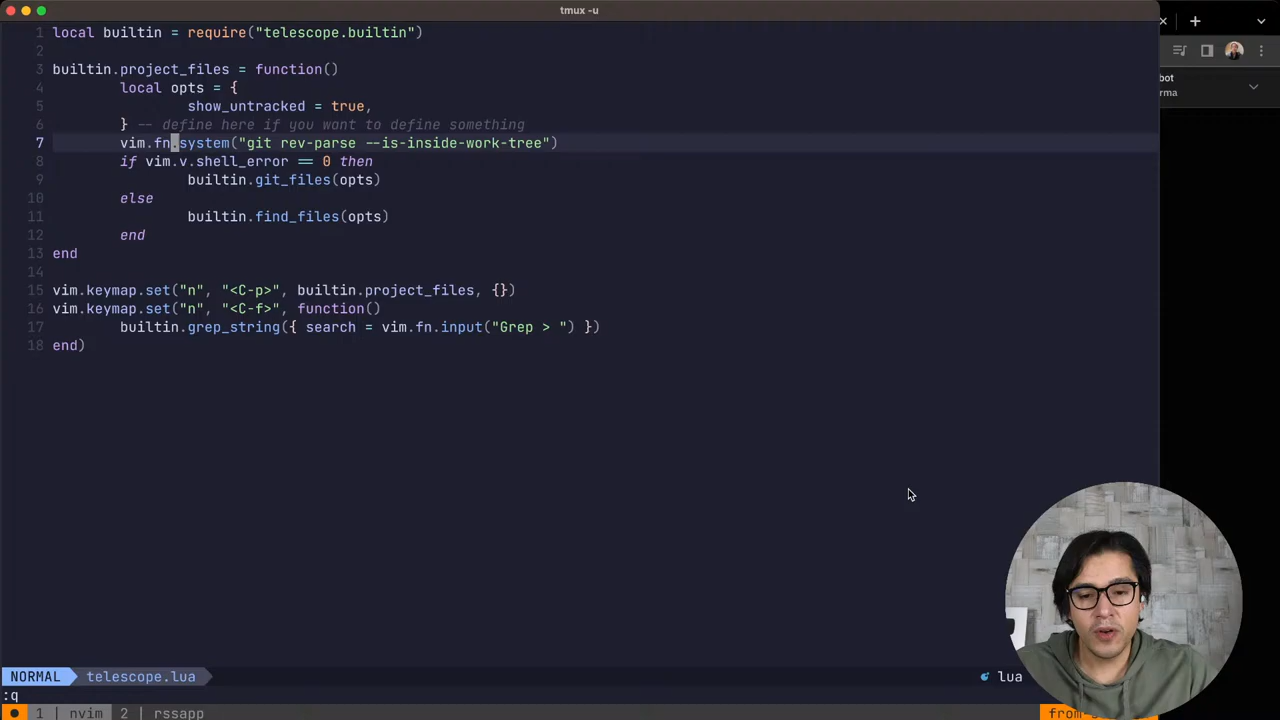 tmux -u
1 local builtin = require("telescope.builtin")
2
3 builtin.project_files = function()
4 local opts = {
5 show_untracked = true,
6 } -- define here if you want to define something
7 vim.fn.system("git rev-parse --is-inside-work-tree")
8 if vim.v.shell_error == 0 then
9 builtin.git_files(opts)
10 else
11 builtin.find_files(opts)
12 end
13 end
14
15 vim.keymap.set("n", "<C-p>", builtin.project_files, {})
16 vim.keymap.set("n", "<C-f>", function()
17 builtin.grep_string({ search = vim.fn.input("Grep > ") })
18 end)
bot
rma
NORMAL telescope.lua lua
:q
1 | nvim 2 | rssapp